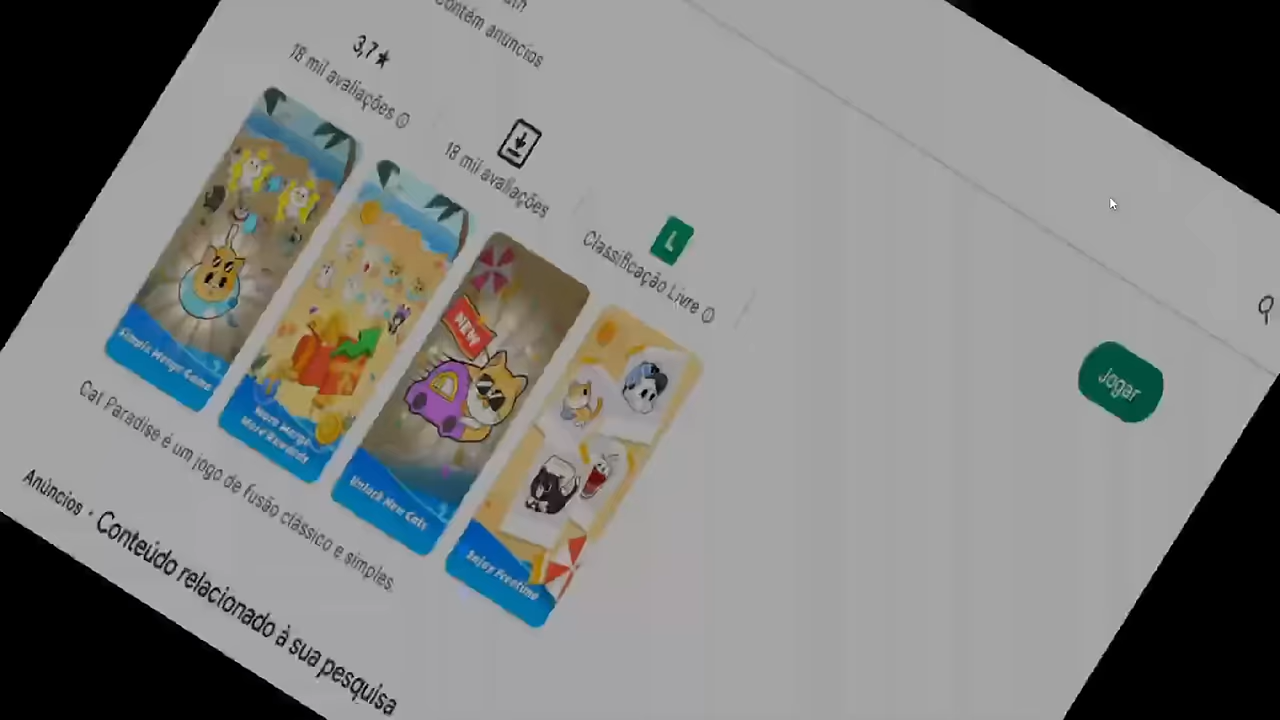 Contém anúncios
3,7★
18 mil avaliações
18 mil avaliações
L
Classificação Livre
Jogar
Simple Merge Game
More Merge
More Rewards
NEW
Unlock New Cats
Enjoy Freetime
Cat Paradise é um jogo de fusão clássico e simples.
Anúncios · Conteúdo relacionado à sua pesquisa